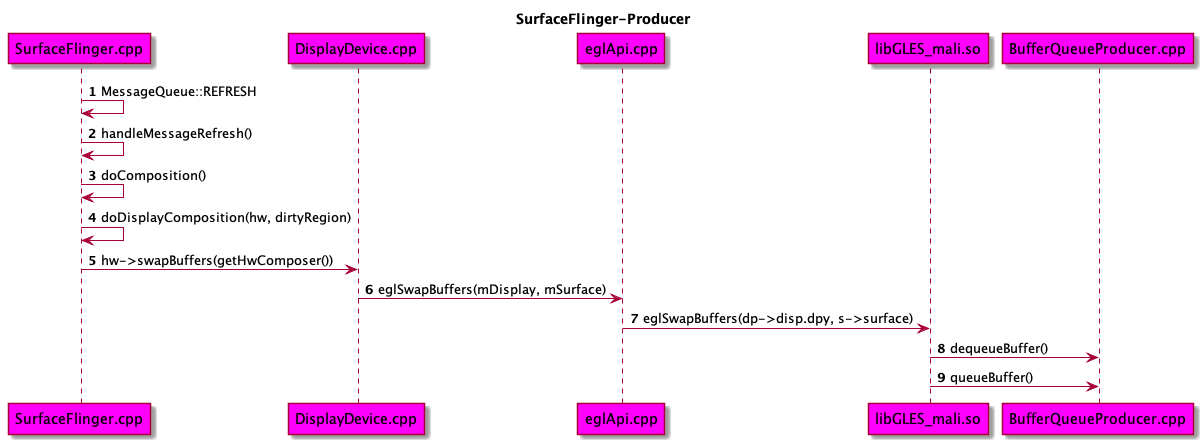 SurfaceFlinger-Producer
SurfaceFlinger.cpp DisplayDevice.cpp eglApi.cpp libGLES_mali.so BufferQueueProducer.cpp
1 MessageQueue::REFRESH
2 handleMessageRefresh()
3 doComposition()
4 doDisplayComposition(hw, dirtyRegion)
5 hw->swapBuffers(getHwComposer())
6 eglSwapBuffers(mDisplay, mSurface)
7 eglSwapBuffers(dp->disp.dpy, s->surface)
8 dequeueBuffer()
9 queueBuffer()
SurfaceFlinger.cpp DisplayDevice.cpp eglApi.cpp libGLES_mali.so BufferQueueProducer.cpp